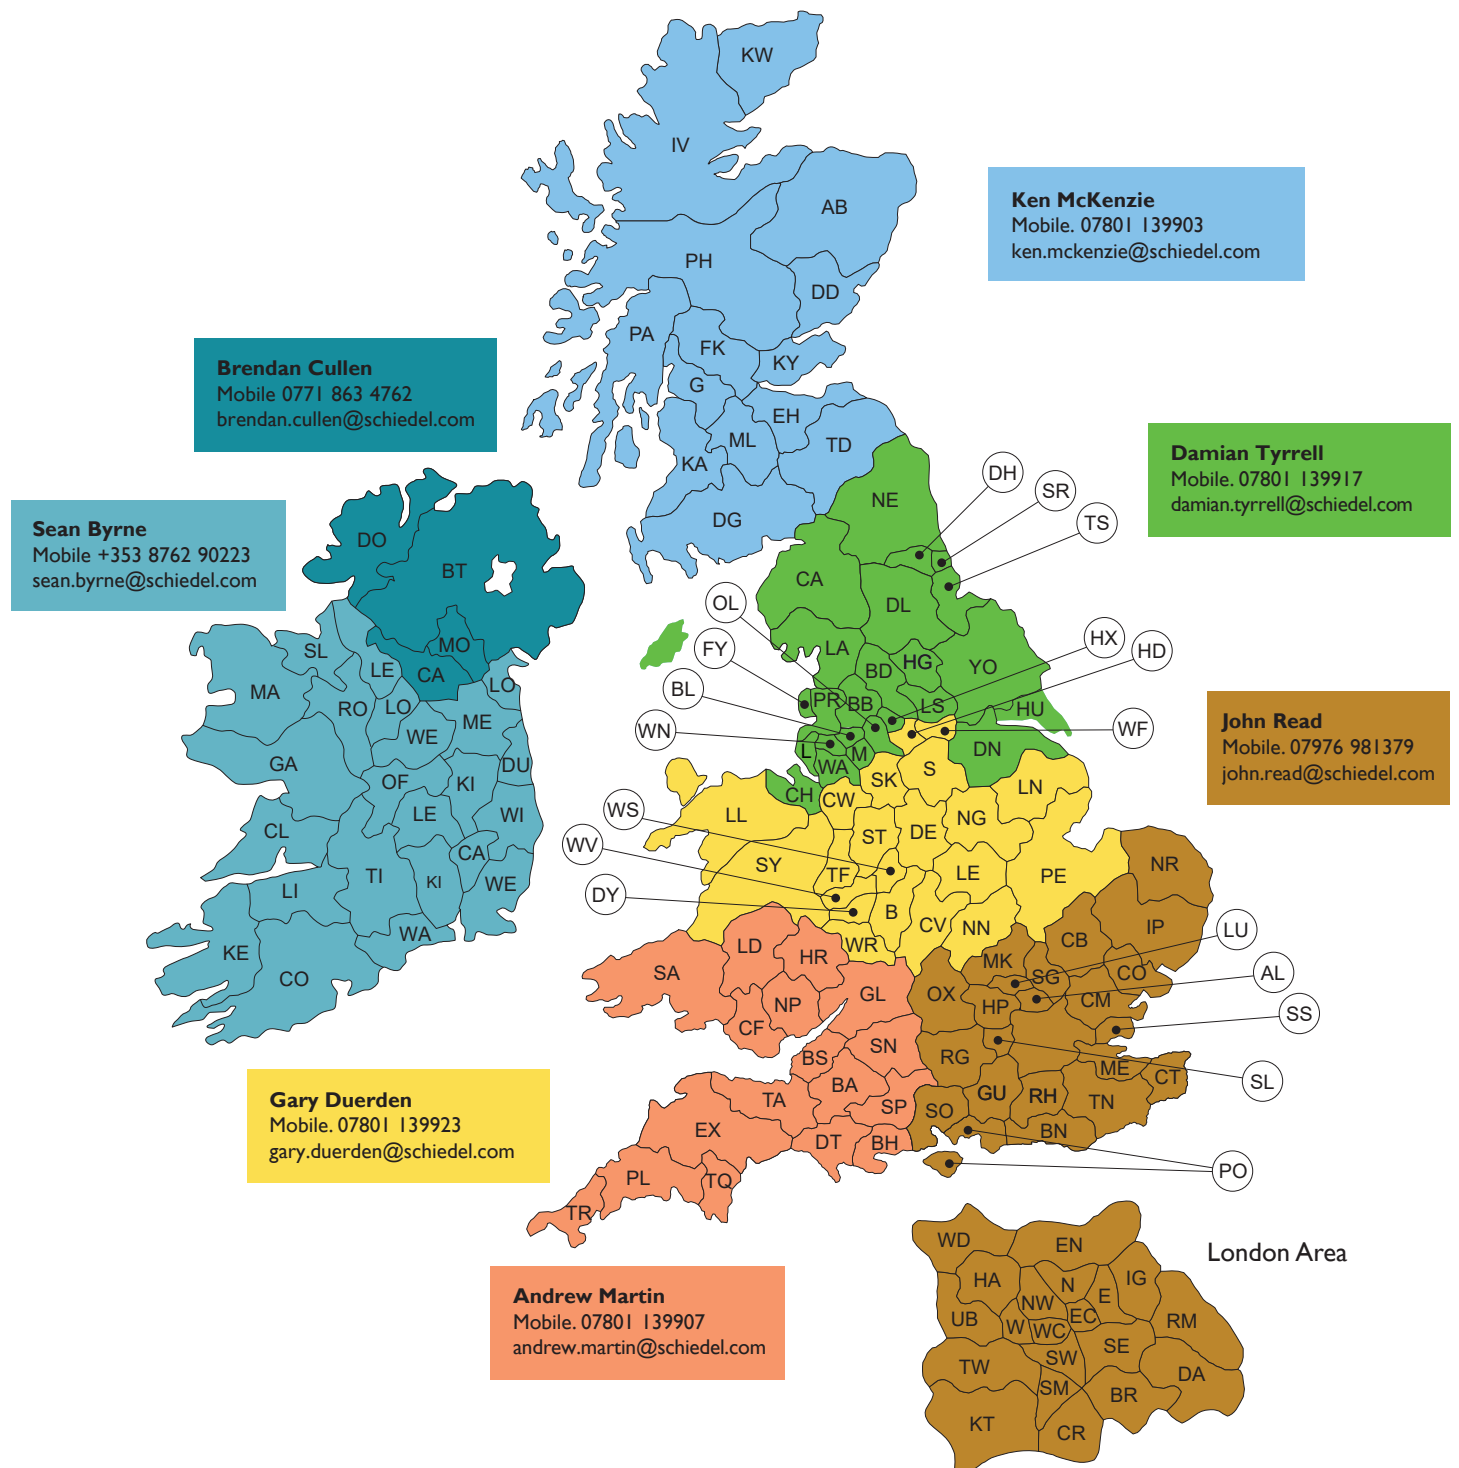 KW
IV
AB
PH
DD
PA
FK
KY
G
EH
ML
TD
KA
DG
Ken McKenzie
Mobile. 07801 139903
ken.mckenzie@schiedel.com
Brendan Cullen
Mobile 0771 863 4762
brendan.cullen@schiedel.com
Damian Tyrrell
Mobile. 07801 139917
damian.tyrrell@schiedel.com
Sean Byrne
Mobile +353 8762 90223
sean.byrne@schiedel.com
DO
BT
MO
CA
SL
LE
LO
MA
RO
LO
ME
WE
GA
DU
OF
KI
LE
WI
CL
CA
TI
KI
WE
LI
WA
KE
CO
NE
DH
SR
TS
CA
DL
OL
FY
LA
HX
HD
BD
HG
YO
BL
PR
BB
LS
HU
WN
WF
L
M
WA
DN
CH
John Read
Mobile. 07976 981379
john.read@schiedel.com
S
SK
LN
CW
LL
WS
ST
DE
NG
WV
SY
TF
LE
PE
DY
B
CV
NN
WR
NR
IP
CB
LU
MK
SG
CO
AL
OX
HP
CM
SS
RG
ME
CT
SL
GU
RH
TN
SO
BN
PO
LD
SA
HR
NP
GL
CF
SN
BS
BA
TA
SP
EX
DT
BH
PL
TQ
TR
Gary Duerden
Mobile. 07801 139923
gary.duerden@schiedel.com
Andrew Martin
Mobile. 07801 139907
andrew.martin@schiedel.com
London Area
WD
EN
HA
N
IG
E
NW
EC
UB
W
WC
RM
SW
SE
TW
DA
SM
BR
KT
CR